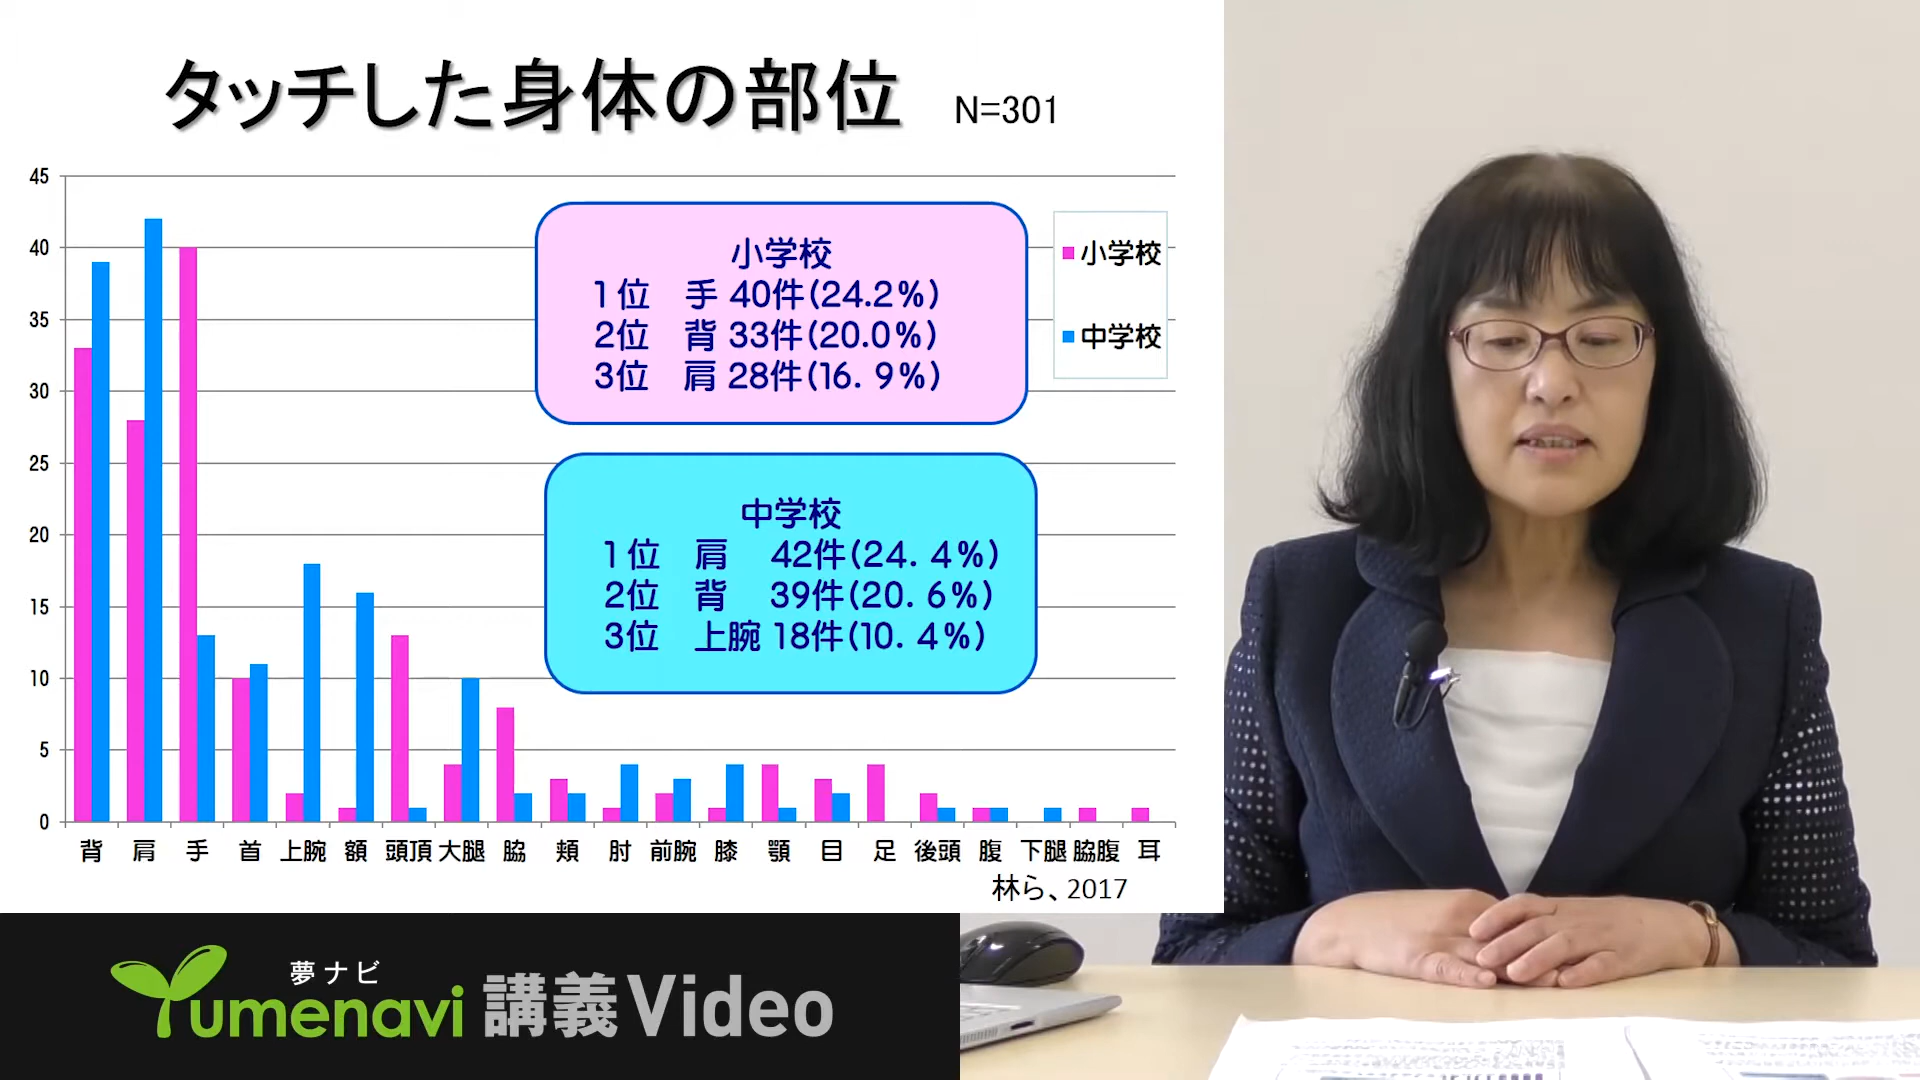 タッチした身体の部位 N=301
45
40
35
30
25
20
15
10
5
0
小学校
1位 手 40件(24.2%)
2位 背 33件(20.0%)
3位 肩 28件(16. 9%)
小学校
中学校
中学校
1位 肩 42件(24. 4%)
2位 背 39件(20. 6%)
3位 上腕 18件(10. 4%)
背 肩 手 首 上腕 額 頭頂 大腿 脇 頬 肘 前腕 膝 顎 目 足 後頭 腹 下腿 脇腹 耳
林ら、2017
夢ナビ
Yumenavi 講義Video